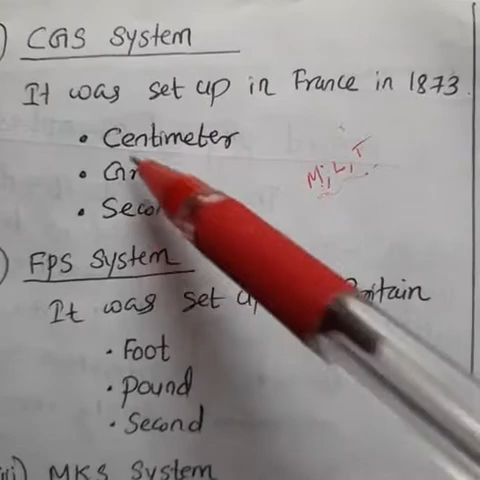 ) CGS System
It was set up in France in 1873.
• Centimeter
M, L, T
•
•
) FPS System
It was set
• Foot
• Pound
• Second
iii) MKS System